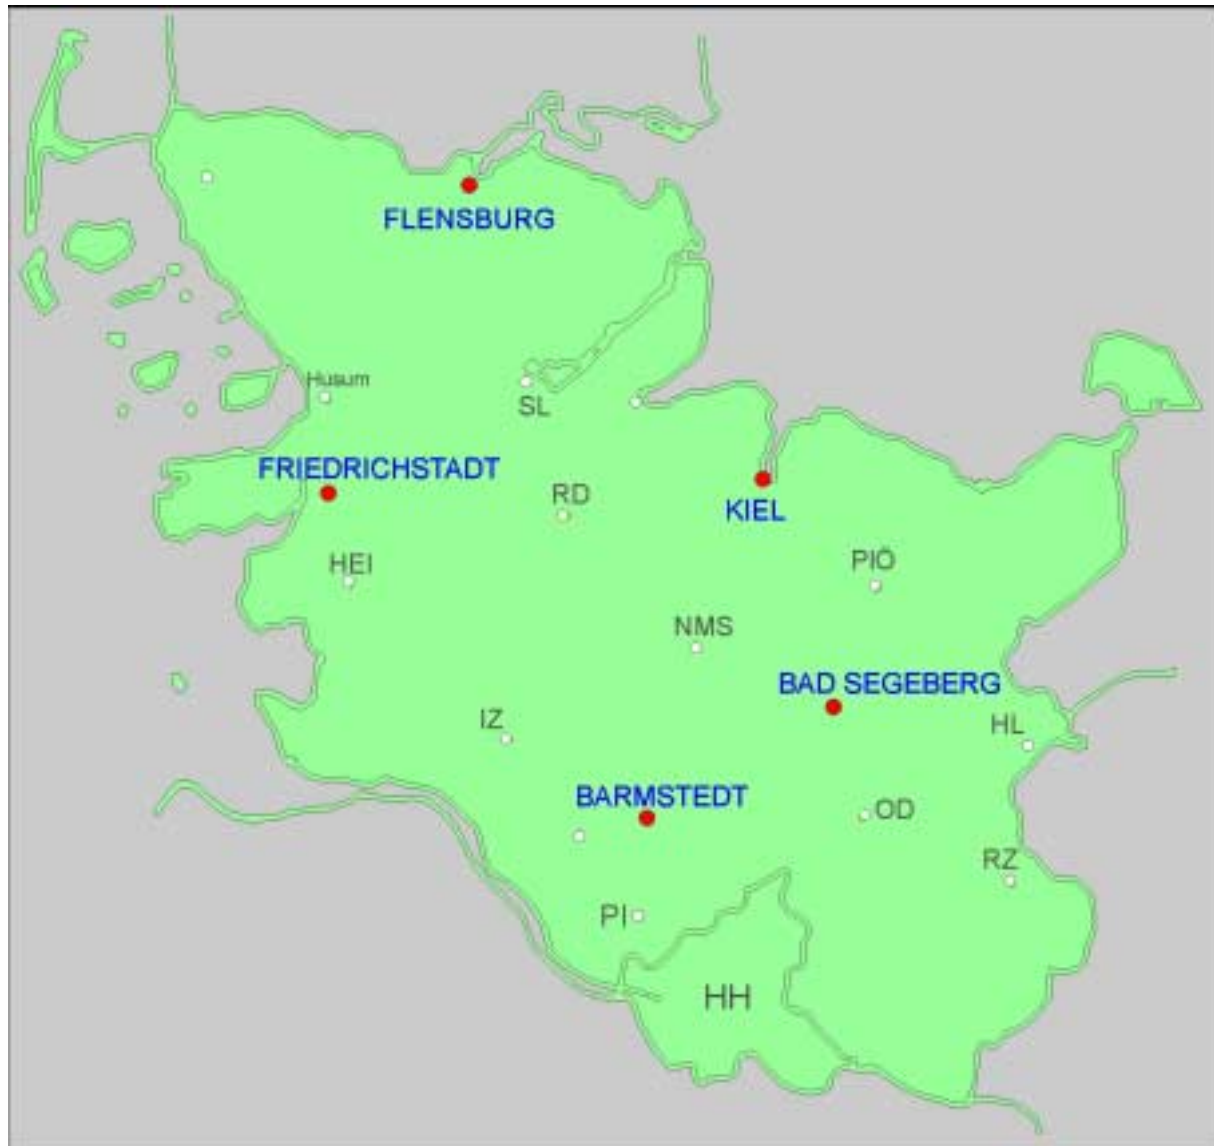 FLENSBURG
Husum
SL
FRIEDRICHSTADT
RD
KIEL
HEI
PIÖ
NMS
BAD SEGEBERG
IZ
HL
BARMSTEDT
OD
RZ
PI
HH